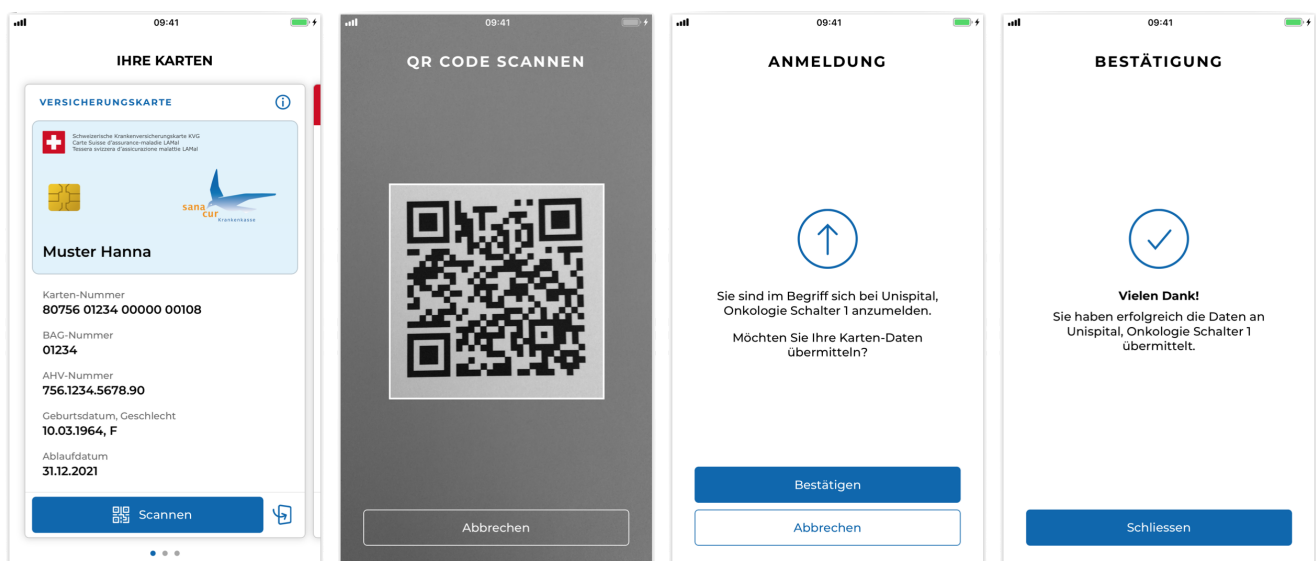 09:41
IHRE KARTEN
VERSICHERUNGSKARTE
Schweizerische Krankenversicherungskarte KVG
Carte Suisse d'assurance-maladie LAMal
Tessera svizzera d'assicurazione malattie LAMal
sana
cur
Krankenkasse
Muster Hanna
Karten-Nummer
80756 01234 00000 00108
BAG-Nummer
01234
AHV-Nummer
756.1234.5678.90
Geburtsdatum, Geschlecht
10.03.1964, F
Ablaufdatum
31.12.2021
Scannen
09:41
QR CODE SCANNEN
Abbrechen
09:41
ANMELDUNG
Sie sind im Begriff sich bei Unispital,
Onkologie Schalter 1 anzumelden.
Möchten Sie Ihre Karten-Daten
übermitteln?
Bestätigen
Abbrechen
09:41
BESTÄTIGUNG
Vielen Dank!
Sie haben erfolgreich die Daten an
Unispital, Onkologie Schalter 1
übermittelt.
Schliessen